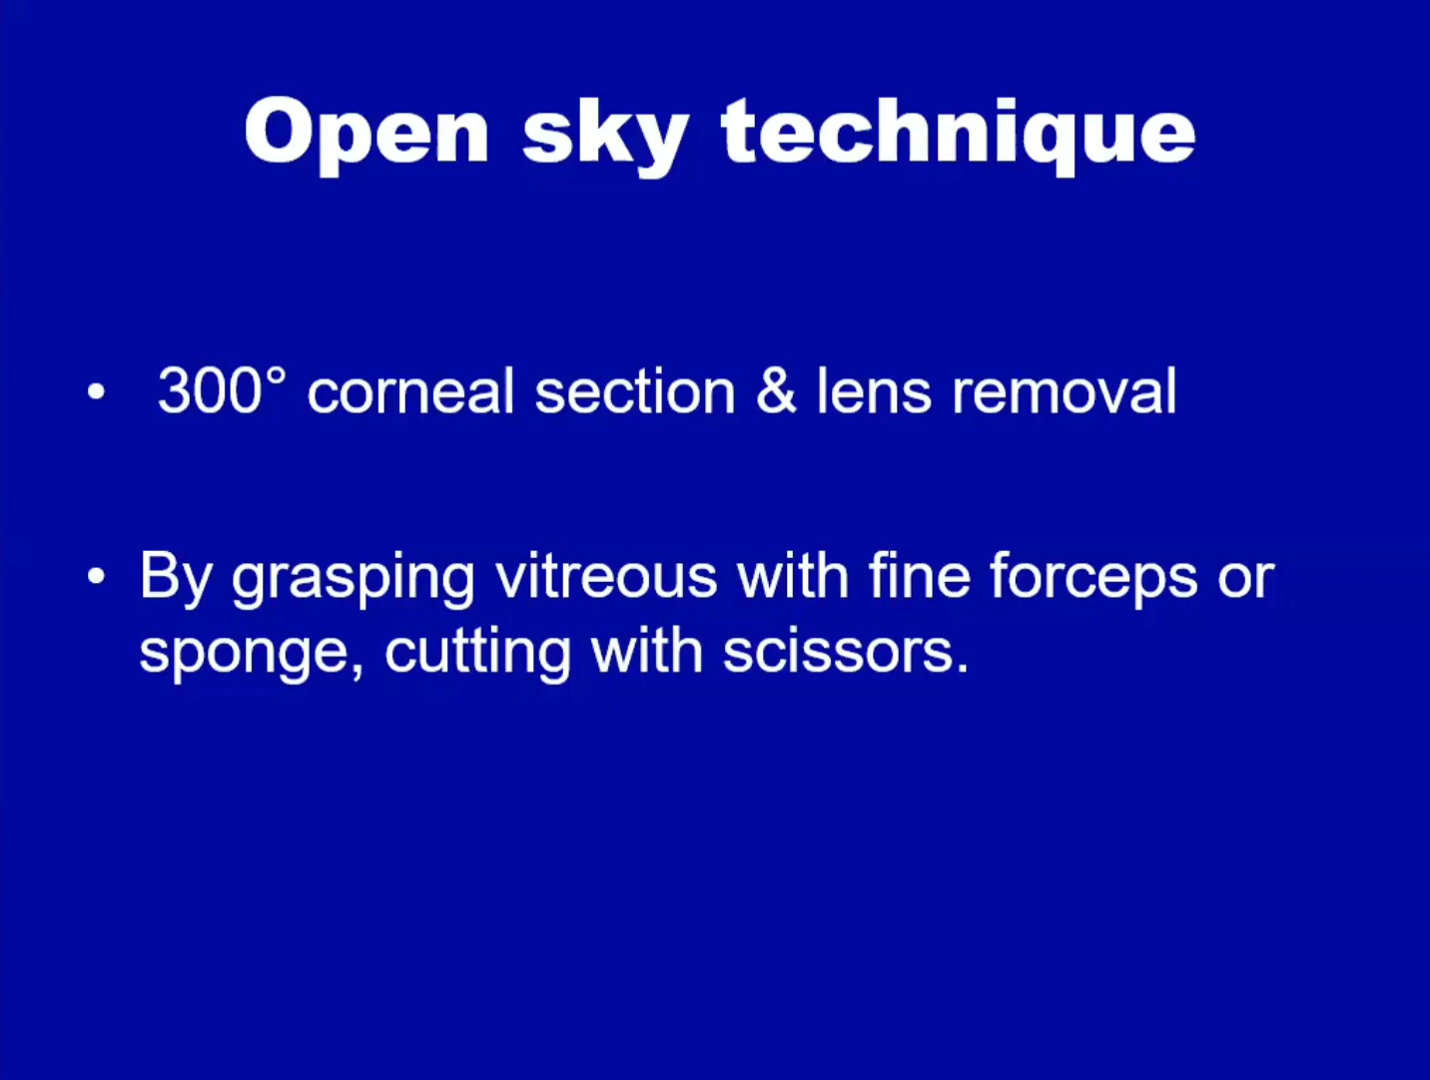 Open sky technique
• 300° corneal section & lens removal
• By grasping vitreous with fine forceps or
sponge, cutting with scissors.